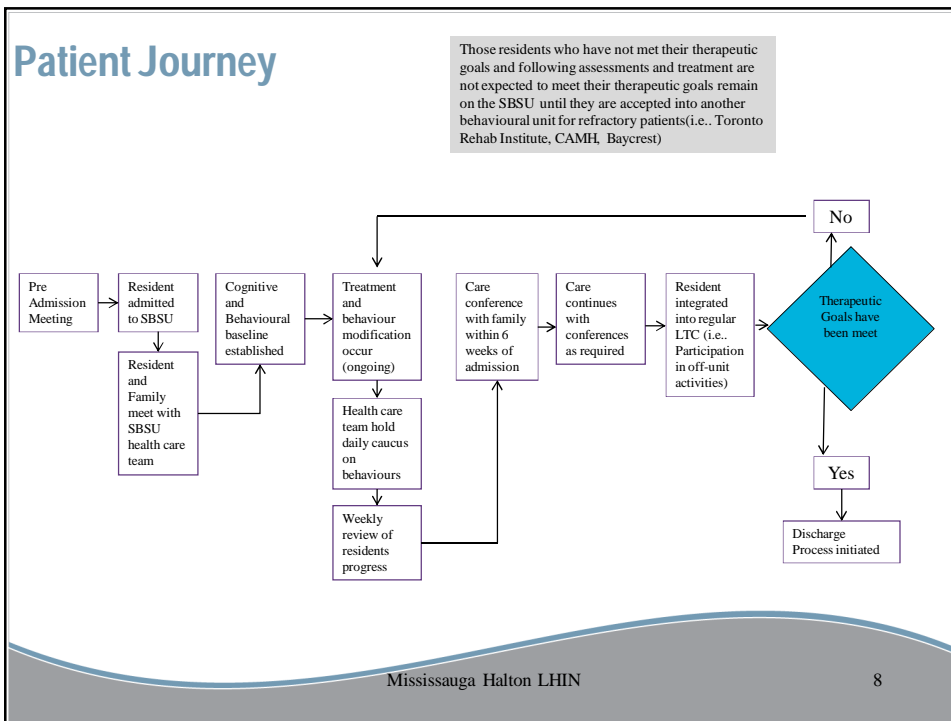 Patient Journey
Those residents who have not met their therapeutic
goals and following assessments and treatment are
not expected to meet their therapeutic goals remain
on the SBSU until they are accepted into another
behavioural unit for refractory patients(i.e.. Toronto
Rehab Institute, CAMH, Baycrest)
Pre
Admission
Meeting
Resident
admitted
to SBSU
Resident
and
Family
meet with
SBSU
health care
team
Cognitive
and
Behavioural
baseline
established
Treatment
and
behaviour
modification
occur
(ongoing)
Health care
team hold
daily caucus
on
behaviours
Weekly
review of
residents
progress
Care
conference
with family
within 6
weeks of
admission
Care
continues
with
conferences
as required
Resident
integrated
into regular
LTC (i.e..
Participation
in off-unit
activities)
Therapeutic
Goals have
been meet
No
Yes
Discharge
Process initiated
Mississauga Halton LHIN
8